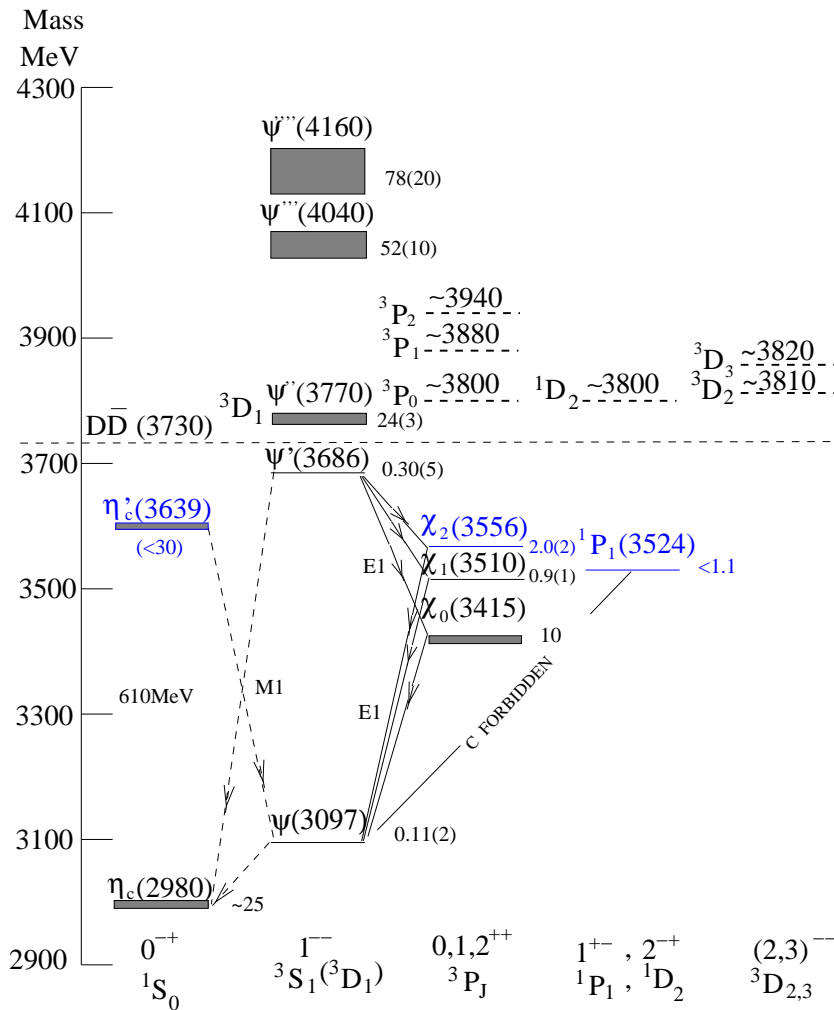 Mass
MeV
4300
ψ'''(4160)
78(20)
4100
ψ'''(4040)
52(10)
³P₂ ~3940
3900
³P₁ ~3880
³D₃ ~3820
³P₀ ~3800
¹D₂ ~3800
³D₂ ~3810
³D₁ ψ''(3770)
24(3)
DD̄ (3730)
3700
ψ'(3686)
0.30(5)
η'c(3639)
(<30)
χ₂(3556)
2.0(2)
¹P₁(3524)
<1.1
χ₁(3510)
0.9(1)
E1
3500
χ₀(3415)
10
610MeV
M1
E1
C FORBIDDEN
3300
ψ(3097)
0.11(2)
3100
ηc(2980)
~25
2900
0⁻⁺ 1⁻⁻ 0,1,2⁺⁺ 1⁺⁻ , 2⁻⁺ (2,3)⁻⁻
¹S₀ ³S₁(³D₁) ³P_J ¹P₁ , ¹D₂ ³D₂,₃